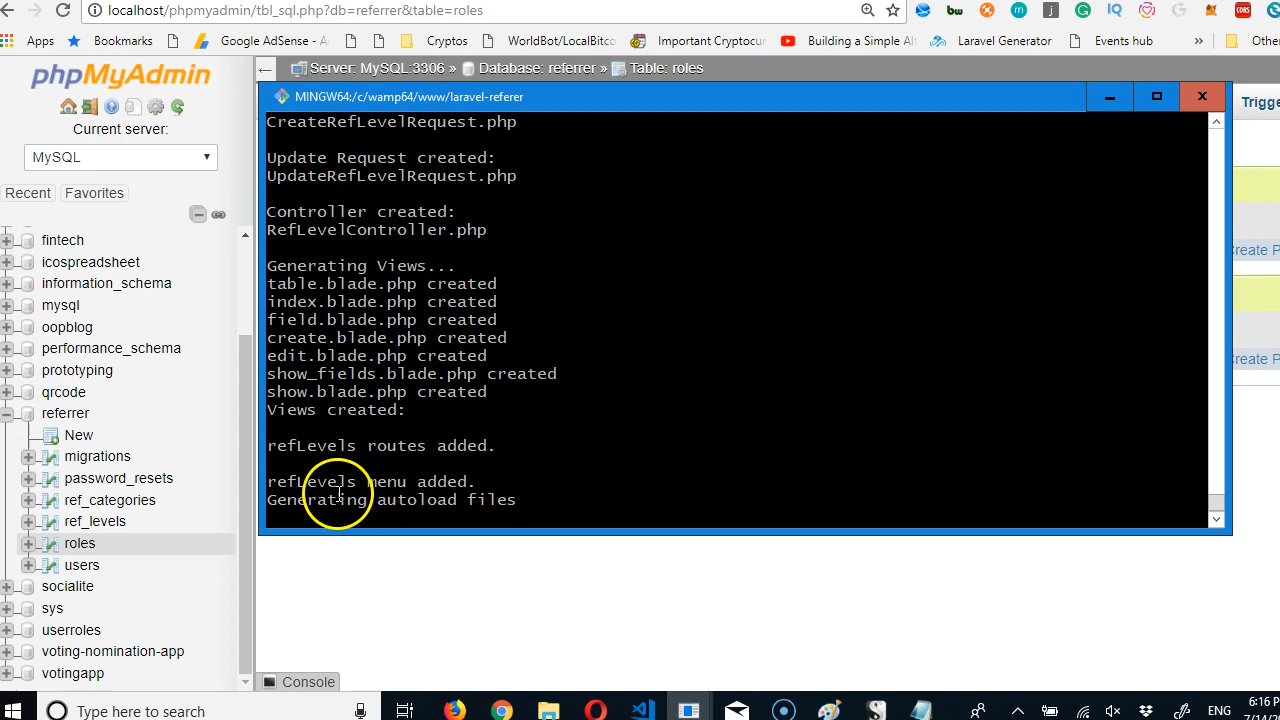 localhost/phpmyadmin/tbl_sql.php?db=referrer&table=roles
Apps
Bookmarks
Google AdSense - A
Cryptos
WorldBot/LocalBitco
Important Cryptocur
Building a Simple Al
Laravel Generator
Events hub
»
Other
phpMyAdmin
Current server:
MySQL
Recent
Favorites
fintech
icospreadsheet
information_schema
mysql
oopblog
performance_schema
prototyping
qrcode
referrer
New
migrations
password_resets
ref_categories
ref_levels
roles
users
socialite
sys
userroles
voting-nomination-app
votingapp
Server: MySQL:3306 » Database: referrer » Table: roles
MINGW64:/c/wamp64/www/laravel-referer
CreateRefLevelRequest.php
Update Request created:
UpdateRefLevelRequest.php
Controller created:
RefLevelController.php
Generating Views...
table.blade.php created
index.blade.php created
field.blade.php created
create.blade.php created
edit.blade.php created
show_fields.blade.php created
show.blade.php created
Views created:
refLevels routes added.
refLevels menu added.
Generating autoload files
Trigge
Create P
Create P
Console
Type here to search
ENG
6:16 P